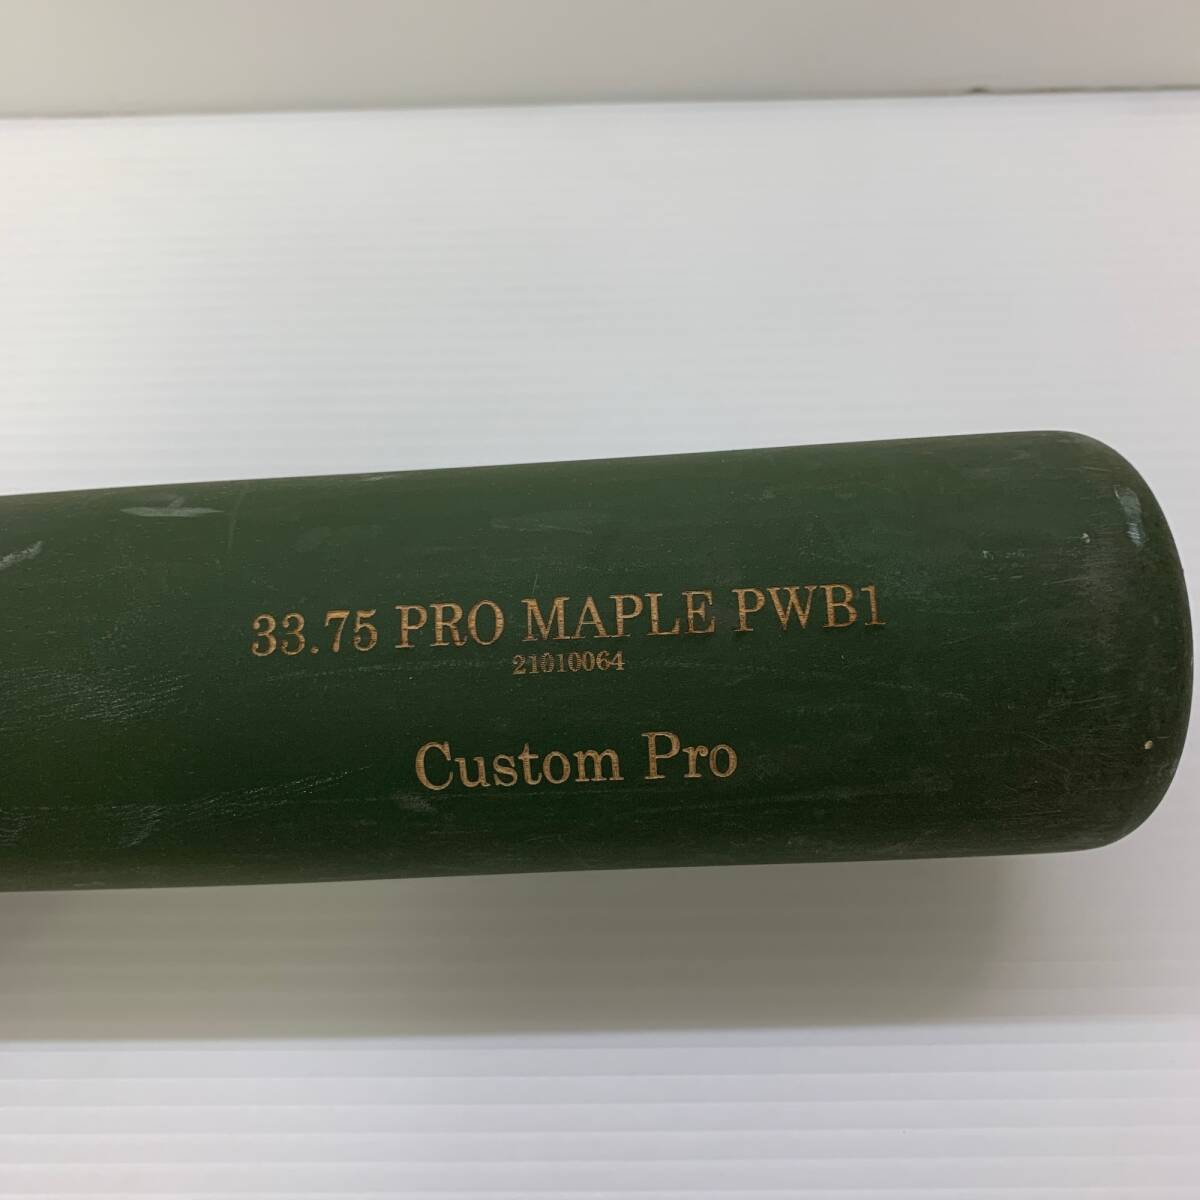 33.75 PRO MAPLE PWB1
21010064
Custom Pro